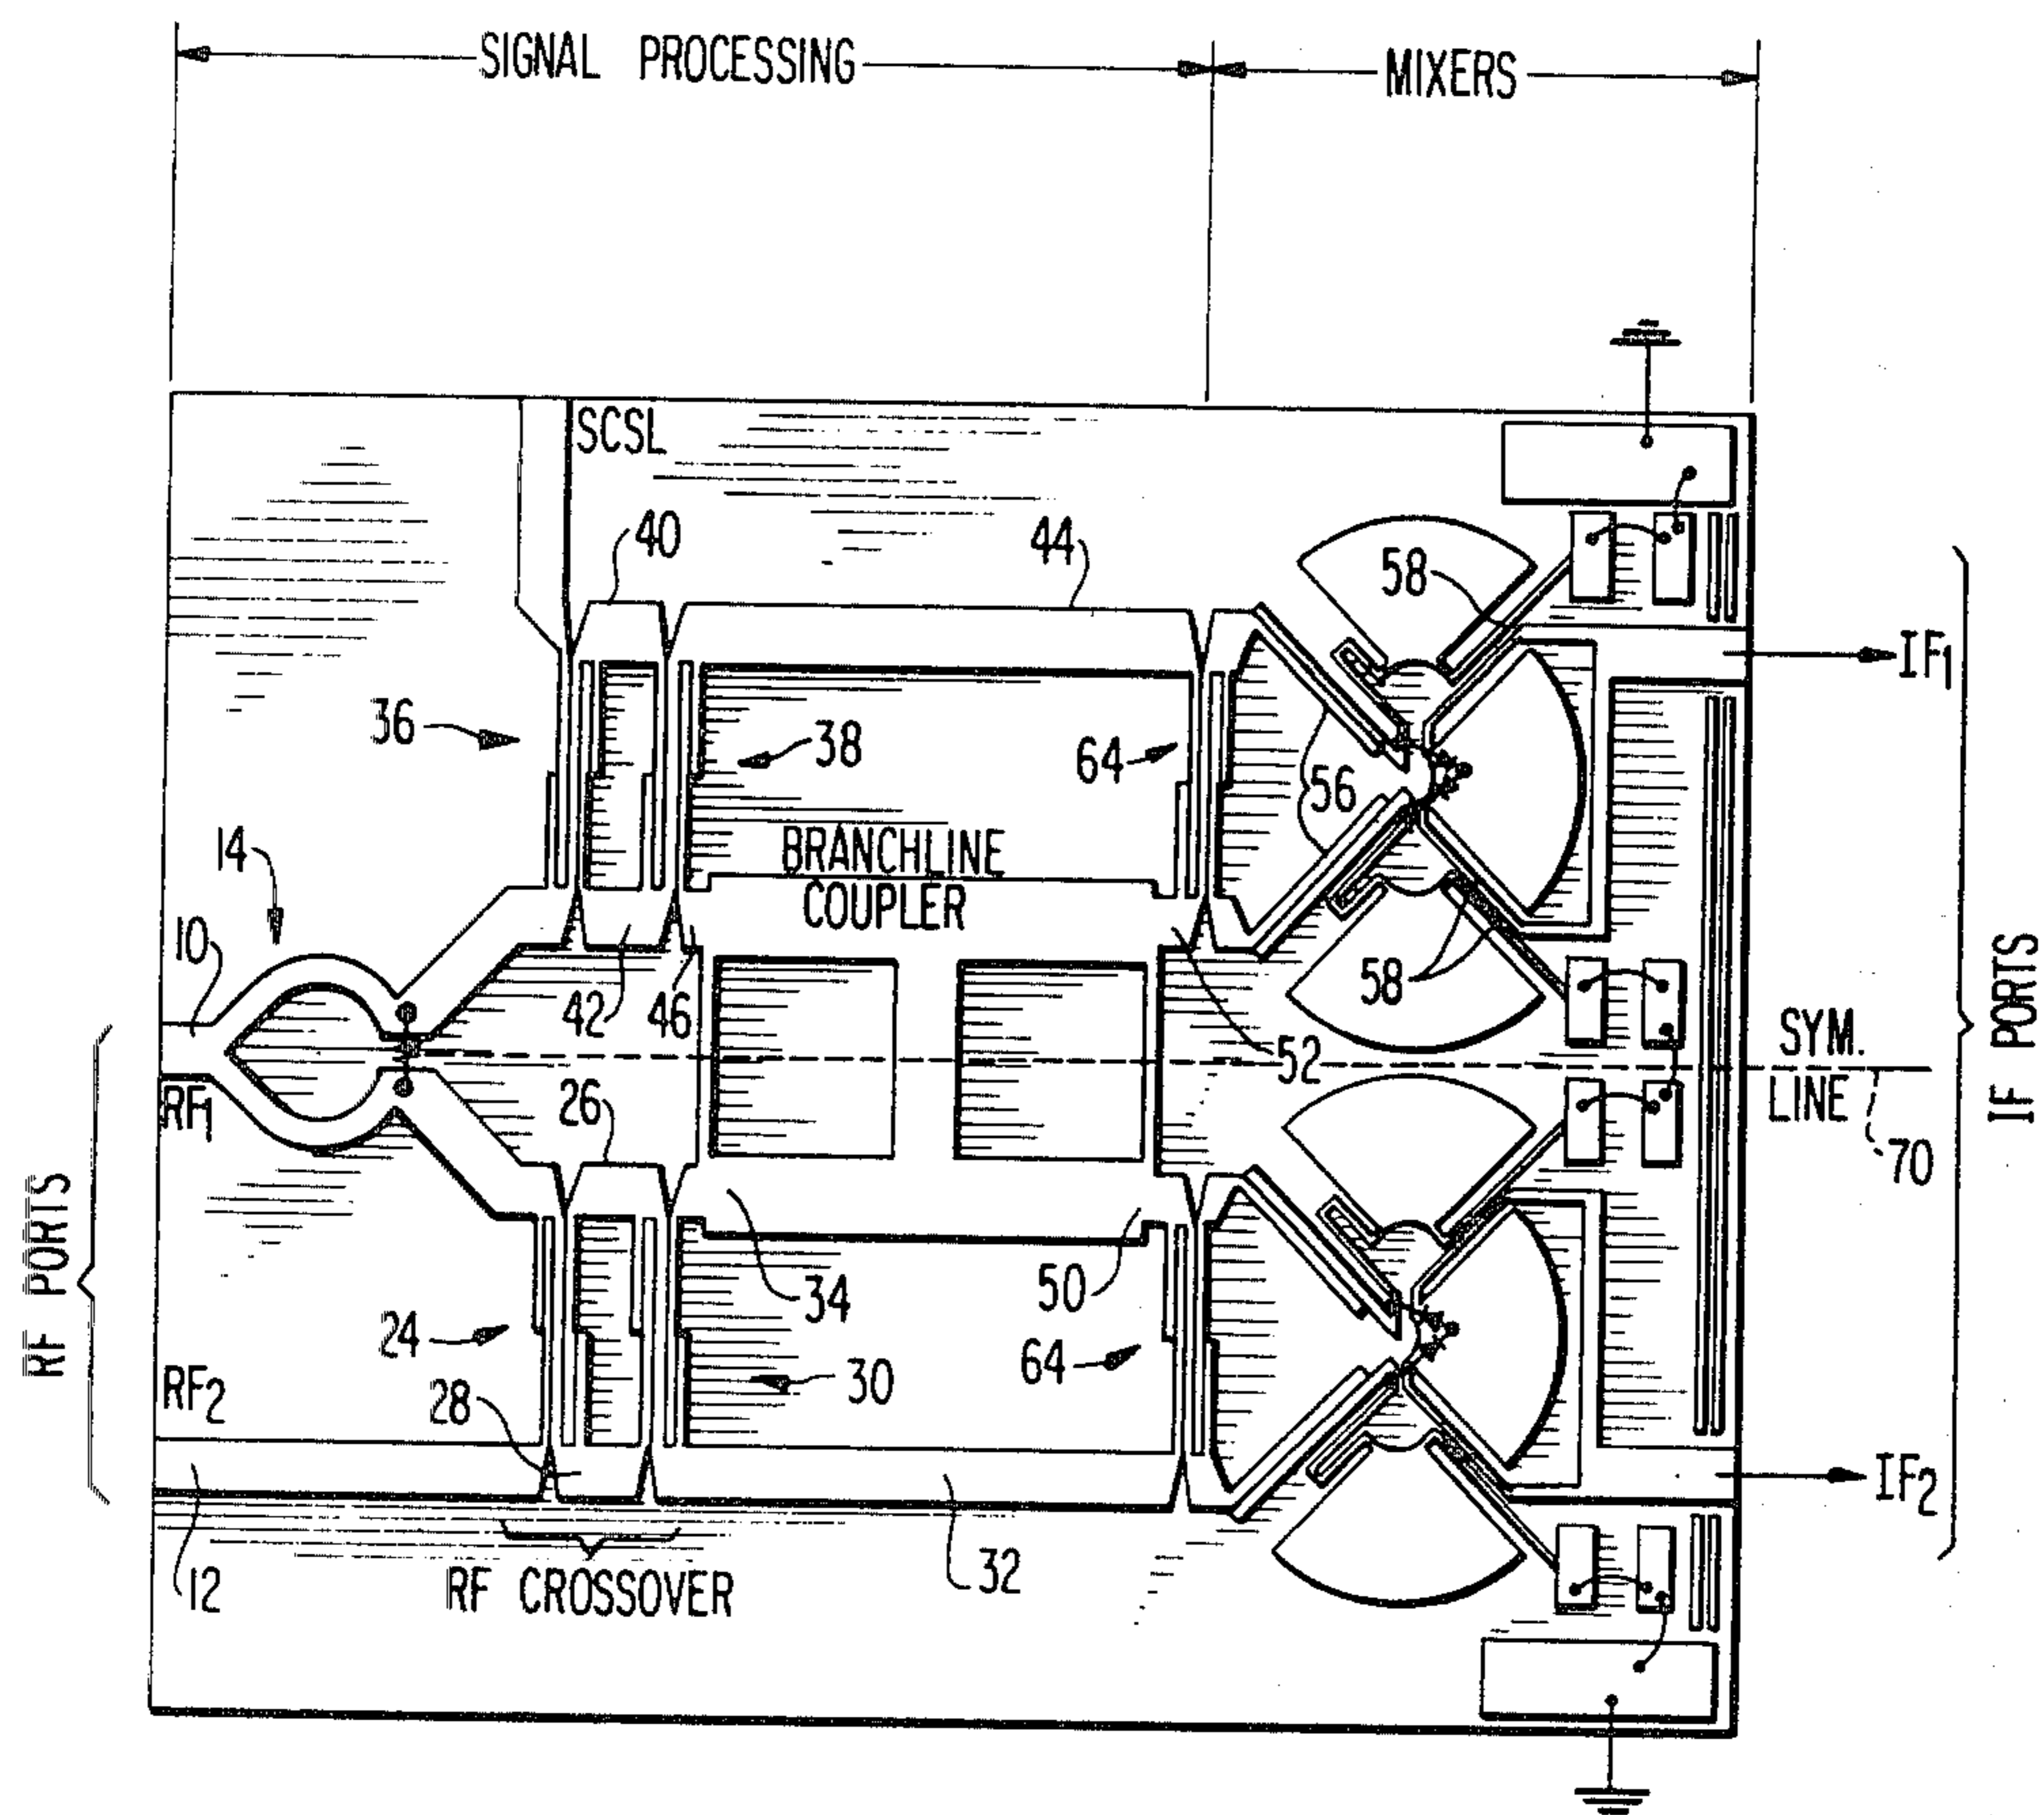 SIGNAL PROCESSING
MIXERS
SCSL
40
44
58
IF1
36
38
64
56
14
BRANCHLINE
COUPLER
10
58
42
46
52
SYM.
LINE
70
RF1
26
IF PORTS
RF PORTS
34
50
24
64
30
RF2
28
IF2
12
RF CROSSOVER
32